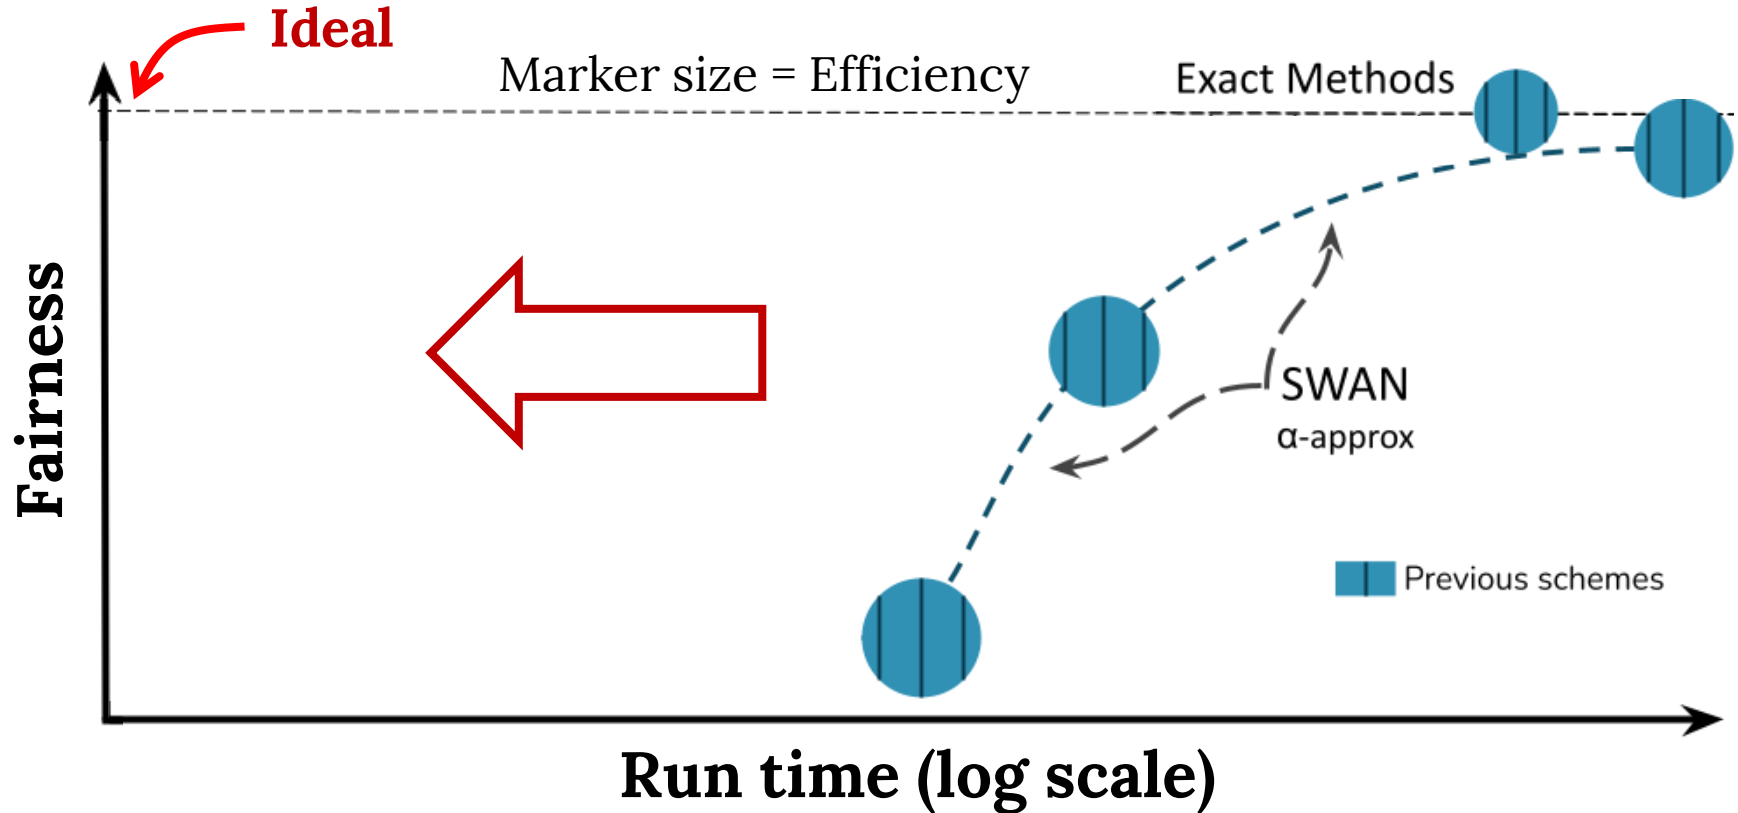 Ideal
Marker size = Efficiency
Exact Methods
Fairness
SWAN
α-approx
Previous schemes
Run time (log scale)